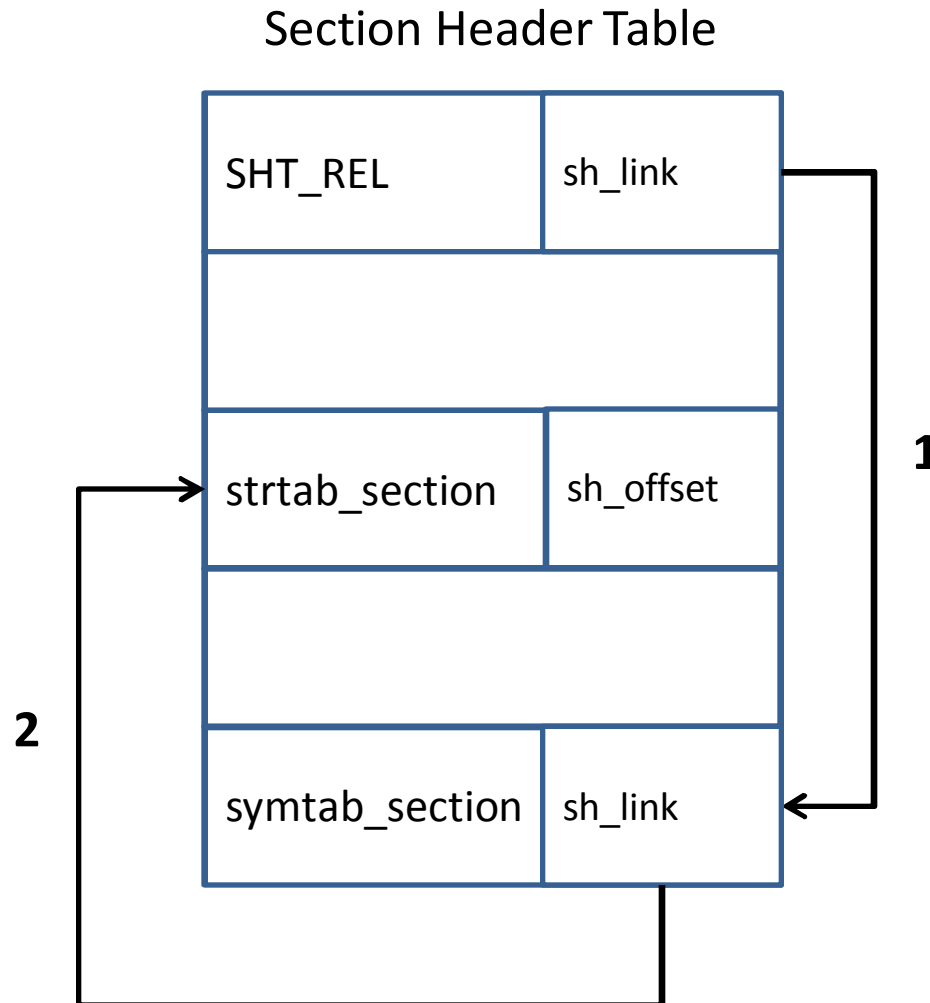 Section Header Table
SHT_REL sh_link
1
strtab_section sh_offset
2
symtab_section sh_link